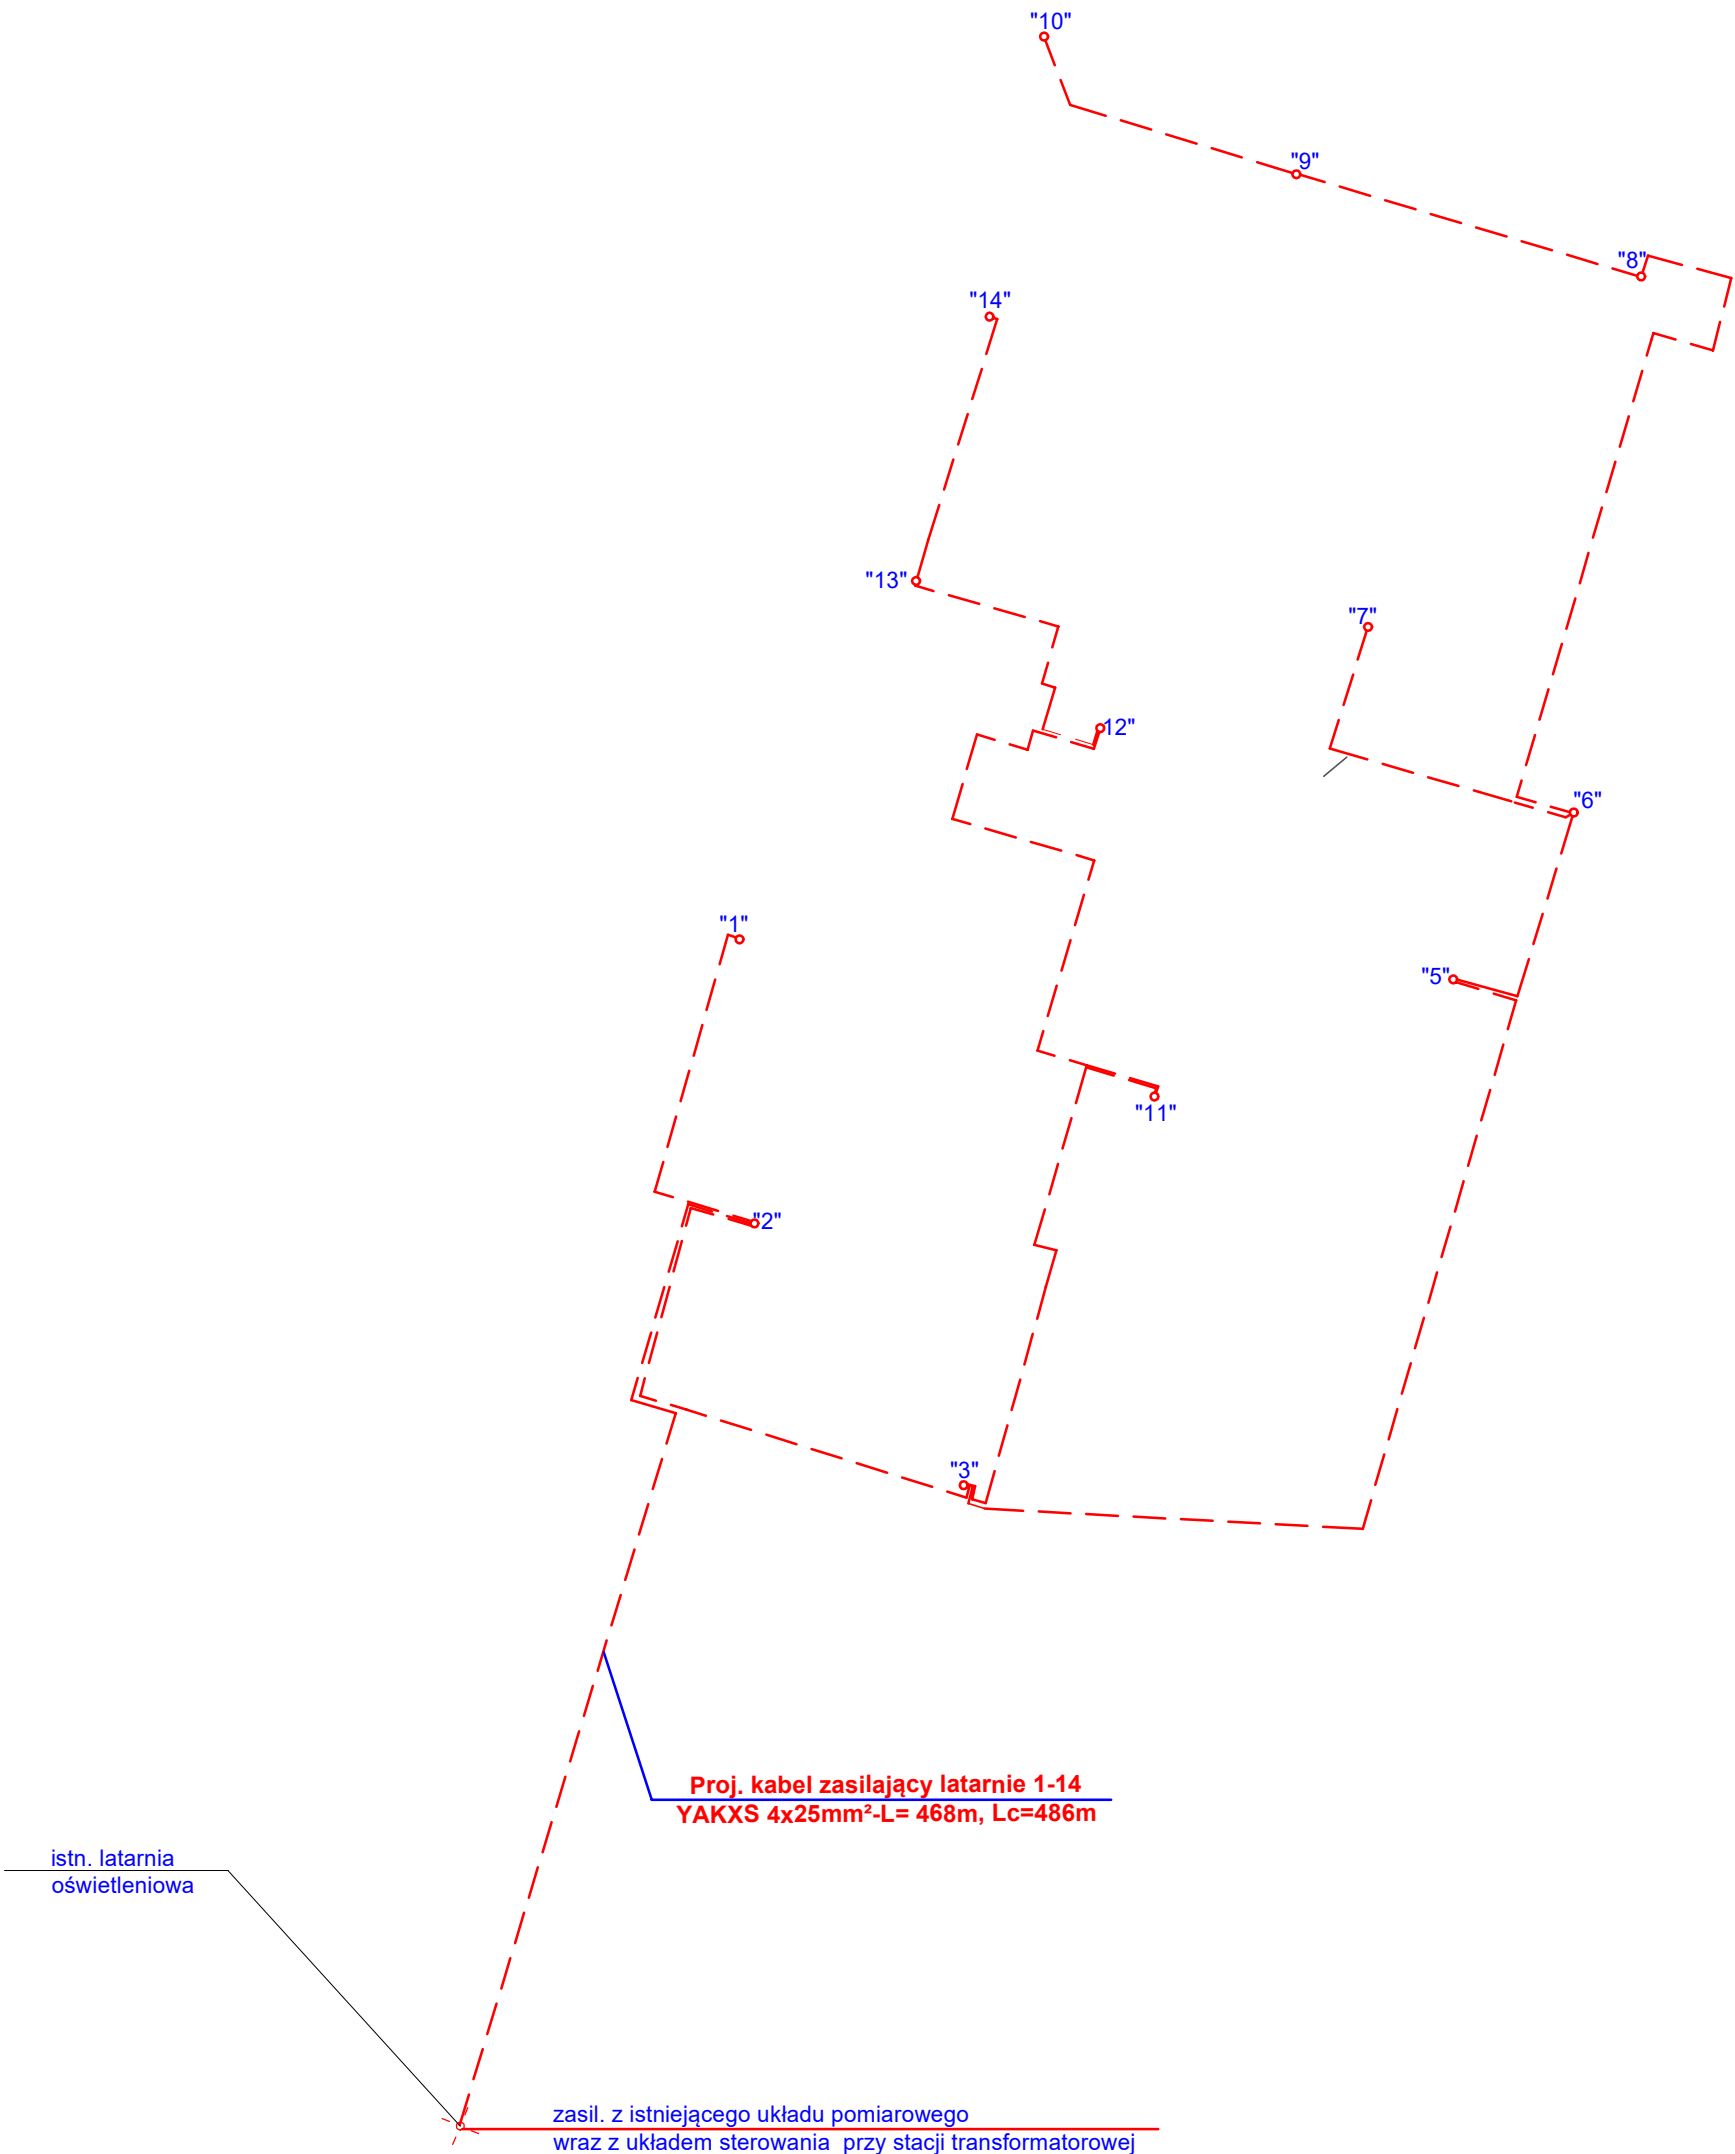 "10"
"9"
"8"
"14"
"13"
"7"
12"
"6"
"1"
"5"
"11"
"2"
"3"
Proj. kabel zasilający latarnie 1-14
YAKXS 4x25mm²-L= 468m, Lc=486m
istn. latarnia
oświetleniowa
zasil. z istniejącego układu pomiarowego
wraz z układem sterowania przy stacji transformatorowej